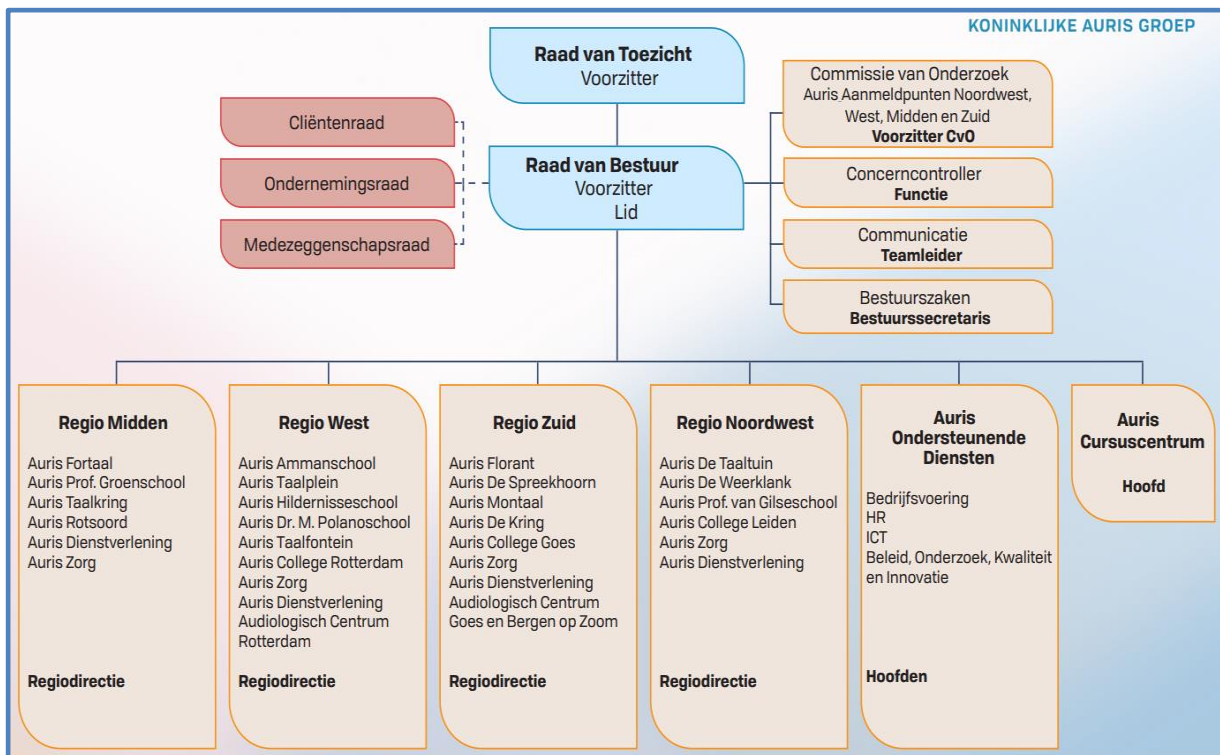 KONINKLIJKE AURIS GROEP
Raad van Toezicht
Voorzitter
Cliëntenraad
Ondernemingsraad
Medezeggenschapsraad
Raad van Bestuur
Voorzitter
Lid
Commissie van Onderzoek
Auris Aanmeldpunten Noordwest,
West, Midden en Zuid
Voorzitter CvO
Concerncontroller
Functie
Communicatie
Teamleider
Bestuurszaken
Bestuurssecretaris
Regio Midden
Auris Fortaal
Auris Prof. Groenschool
Auris Taalkring
Auris Rotsoord
Auris Dienstverlening
Auris Zorg
Regiodirectie
Regio West
Auris Ammanschool
Auris Taalplein
Auris Hildernisseschool
Auris Dr. M. Polanoschool
Auris Taalfontein
Auris College Rotterdam
Auris Zorg
Auris Dienstverlening
Audiologisch Centrum
Rotterdam
Regiodirectie
Regio Zuid
Auris Florant
Auris De Spreekhoorn
Auris Montaal
Auris De Kring
Auris College Goes
Auris Zorg
Auris Dienstverlening
Audiologisch Centrum
Goes en Bergen op Zoom
Regiodirectie
Regio Noordwest
Auris De Taaltuin
Auris De Weerklank
Auris Prof. van Gilseschool
Auris College Leiden
Auris Zorg
Auris Dienstverlening
Regiodirectie
Auris
Ondersteunende
Diensten
Bedrijfsvoering
HR
ICT
Beleid, Onderzoek, Kwaliteit
en Innovatie
Hoofden
Auris
Cursuscentrum
Hoofd